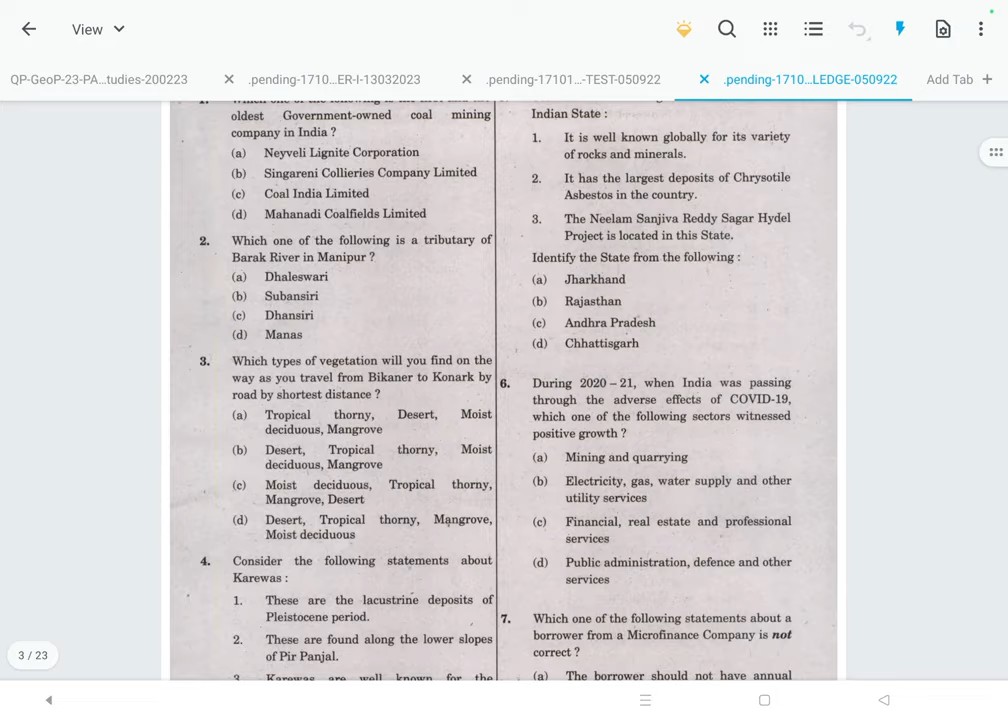 View
QP-GeoP-23-PA...tudies-200223
.pending-1710...ER-I-13032023
.pending-17101...-TEST-050922
.pending-1710...LEDGE-050922
Add Tab
oldest Government-owned coal mining
company in India ?
(a) Neyveli Lignite Corporation
(b) Singareni Collieries Company Limited
(c) Coal India Limited
(d) Mahanadi Coalfields Limited
2. Which one of the following is a tributary of
Barak River in Manipur ?
(a) Dhaleswari
(b) Subansiri
(c) Dhansiri
(d) Manas
3. Which types of vegetation will you find on the
way as you travel from Bikaner to Konark by
road by shortest distance ?
(a) Tropical thorny, Desert, Moist
deciduous, Mangrove
(b) Desert, Tropical thorny, Moist
deciduous, Mangrove
(c) Moist deciduous, Tropical thorny,
Mangrove, Desert
(d) Desert, Tropical thorny, Mangrove,
Moist deciduous
4. Consider the following statements about
Karewas :
1. These are the lacustrine deposits of
Pleistocene period.
2. These are found along the lower slopes
of Pir Panjal.
3. Karewas are well known for the
Indian State :
1. It is well known globally for its variety
of rocks and minerals.
2. It has the largest deposits of Chrysotile
Asbestos in the country.
3. The Neelam Sanjiva Reddy Sagar Hydel
Project is located in this State.
Identify the State from the following :
(a) Jharkhand
(b) Rajasthan
(c) Andhra Pradesh
(d) Chhattisgarh
6. During 2020 – 21, when India was passing
through the adverse effects of COVID-19,
which one of the following sectors witnessed
positive growth ?
(a) Mining and quarrying
(b) Electricity, gas, water supply and other
utility services
(c) Financial, real estate and professional
services
(d) Public administration, defence and other
services
7. Which one of the following statements about a
borrower from a Microfinance Company is not
correct ?
(a) The borrower should not have annual
3 / 23